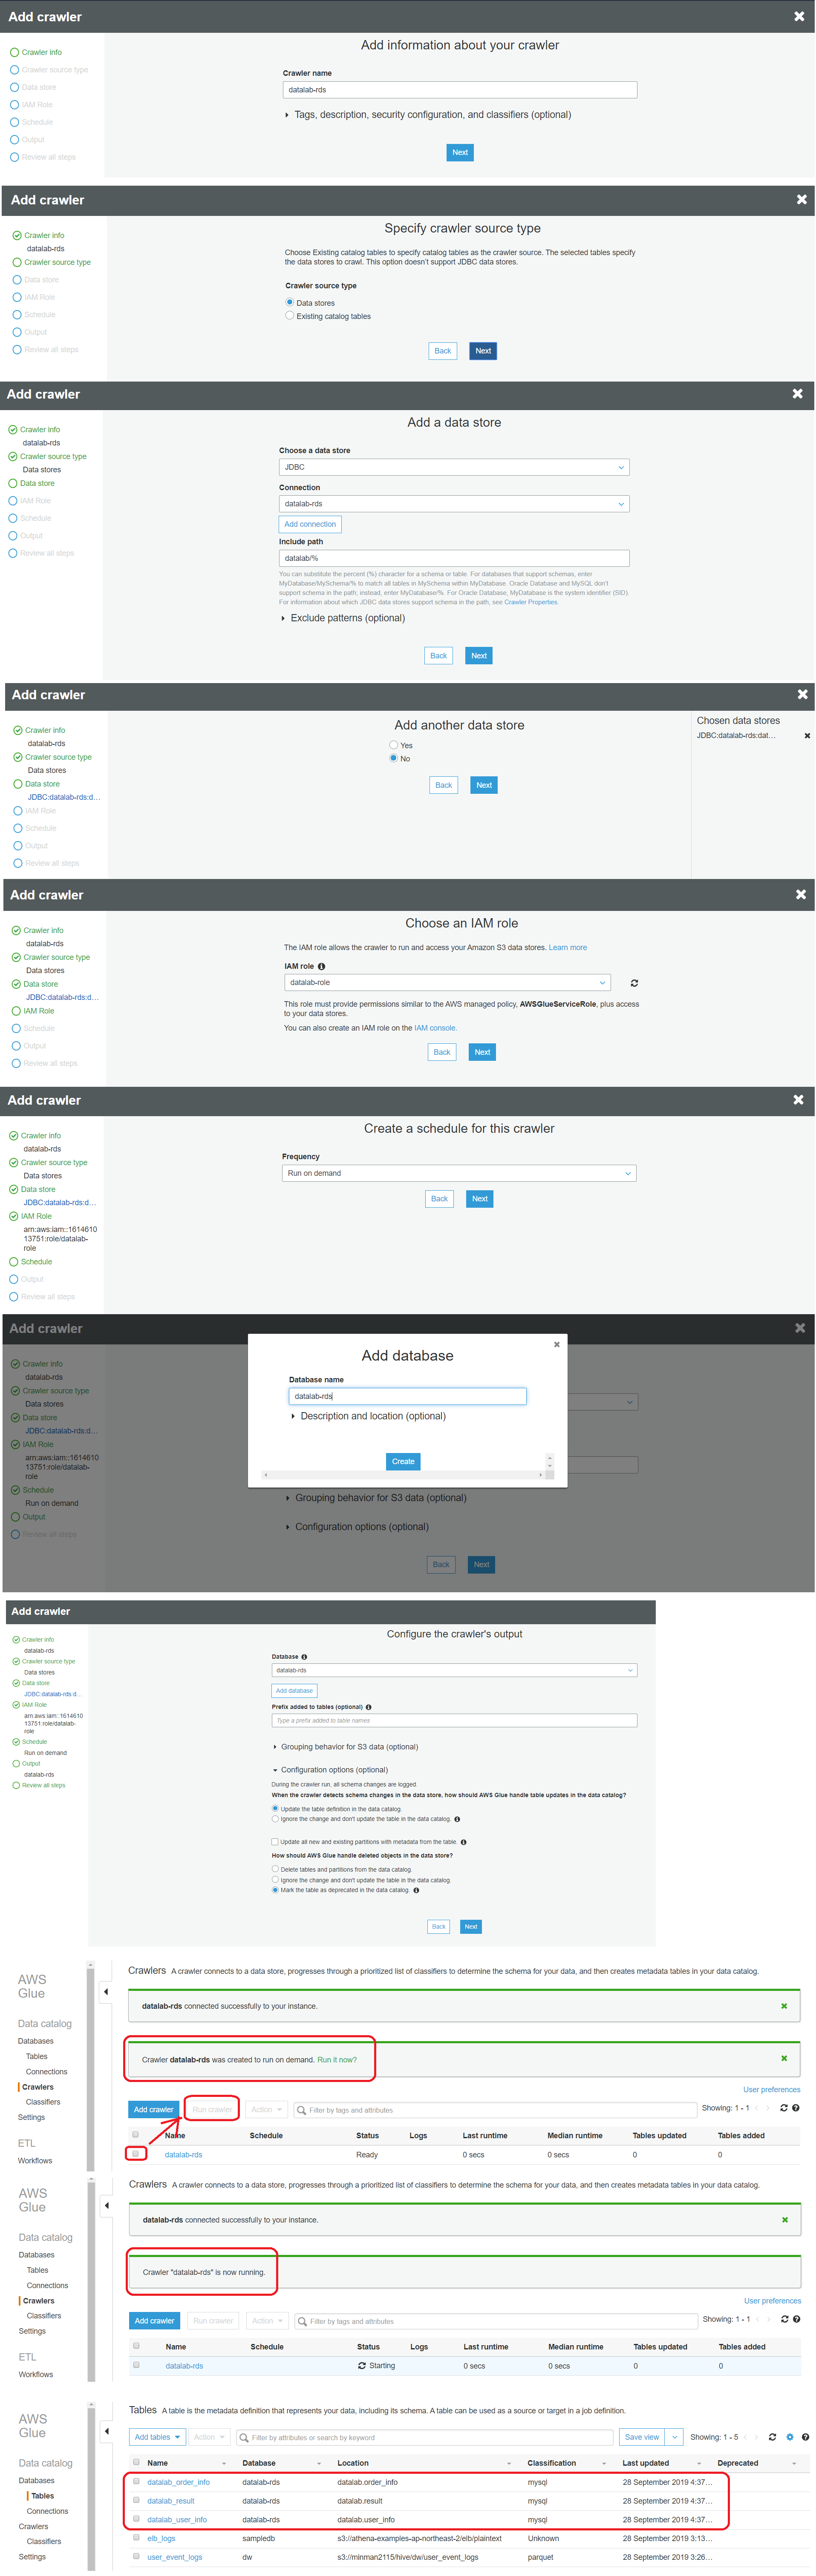 Add crawler
Crawler info
Crawler source type
Data store
IAM Role
Schedule
Output
Review all steps
Add information about your crawler
Crawler name
datalab-rds
Tags, description, security configuration, and classifiers (optional)
Next
Add crawler
Crawler info
datalab-rds
Crawler source type
Data store
IAM Role
Schedule
Output
Review all steps
Specify crawler source type
Choose Existing catalog tables to specify catalog tables as the crawler source. The selected tables specify
the data stores to crawl. This option doesn't support JDBC data stores.
Crawler source type
Data stores
Existing catalog tables
Back Next
Add crawler
Crawler info
datalab-rds
Crawler source type
Data stores
Data store
IAM Role
Schedule
Output
Review all steps
Add a data store
Choose a data store
JDBC
Connection
datalab-rds
Add connection
Include path
datalab/%
You can substitute the percent (%) character for a schema or table. For databases that support schemas, enter
MyDatabase/MySchema/% to match all tables in MySchema within MyDatabase. Oracle Database and MySQL don't
support schema in the path; instead, enter MyDatabase/%. For Oracle Database, MyDatabase is the system identifier (SID).
For information about which JDBC data stores support schema in the path, see Crawler Properties.
Exclude patterns (optional)
Back Next
Add crawler
Crawler info
datalab-rds
Crawler source type
Data stores
Data store
JDBC:datalab-rds:d...
IAM Role
Schedule
Output
Review all steps
Add another data store
Yes
No
Back Next
Chosen data stores
JDBC:datalab-rds:dat...
Add crawler
Crawler info
datalab-rds
Crawler source type
Data stores
Data store
JDBC:datalab-rds:d...
IAM Role
Schedule
Output
Review all steps
Choose an IAM role
The IAM role allows the crawler to run and access your Amazon S3 data stores. Learn more
IAM role
datalab-role
This role must provide permissions similar to the AWS managed policy, AWSGlueServiceRole, plus access
to your data stores.
You can also create an IAM role on the IAM console.
Back Next
Add crawler
Crawler info
datalab-rds
Crawler source type
Data stores
Data store
JDBC:datalab-rds:d...
IAM Role
arn:aws:iam::1614610
13751:role/datalab-
role
Schedule
Output
Review all steps
Create a schedule for this crawler
Frequency
Run on demand
Back Next
Add crawler
Crawler info
datalab-rds
Crawler source type
Data stores
Data store
JDBC:datalab-rds:d...
IAM Role
arn:aws:iam::1614610
13751:role/datalab-
role
Schedule
Run on demand
Output
Review all steps
Add database
Database name
datalab-rds
Description and location (optional)
Create
Grouping behavior for S3 data (optional)
Configuration options (optional)
Back Next
Add crawler
Crawler info
datalab-rds
Crawler source type
Data stores
Data store
JDBC:datalab-rds:d...
IAM Role
arn:aws:iam::1614610
13751:role/datalab-
role
Schedule
Run on demand
Output
datalab-rds
Review all steps
Configure the crawler's output
Database
datalab-rds
Add database
Prefix added to tables (optional)
Type a prefix added to table names
Grouping behavior for S3 data (optional)
Configuration options (optional)
During the crawler run, all schema changes are logged.
When the crawler detects schema changes in the data store, how should AWS Glue handle table updates in the data catalog?
Update the table definition in the data catalog.
Ignore the change and don't update the table in the data catalog.
Update all new and existing partitions with metadata from the table.
How should AWS Glue handle deleted objects in the data store?
Delete tables and partitions from the data catalog.
Ignore the change and don't update the table in the data catalog.
Mark the table as deprecated in the data catalog.
Back Next
AWS
Glue
Data catalog
Databases
Tables
Connections
Crawlers
Classifiers
Settings
ETL
Workflows
Crawlers A crawler connects to a data store, progresses through a prioritized list of classifiers to determine the schema for your data, and then creates metadata tables in your data catalog.
datalab-rds connected successfully to your instance.
Crawler datalab-rds was created to run on demand. Run it now?
User preferences
Add crawler Run crawler Action Filter by tags and attributes Showing: 1 - 1
Name Schedule Status Logs Last runtime Median runtime Tables updated Tables added
datalab-rds Ready 0 secs 0 secs 0 0
AWS
Glue
Data catalog
Databases
Tables
Connections
Crawlers
Classifiers
Settings
ETL
Workflows
Crawlers A crawler connects to a data store, progresses through a prioritized list of classifiers to determine the schema for your data, and then creates metadata tables in your data catalog.
datalab-rds connected successfully to your instance.
Crawler "datalab-rds" is now running.
User preferences
Add crawler Run crawler Action Filter by tags and attributes Showing: 1 - 1
Name Schedule Status Logs Last runtime Median runtime Tables updated Tables added
datalab-rds Starting 0 secs 0 secs 0 0
AWS
Glue
Data catalog
Databases
Tables
Connections
Crawlers
Classifiers
Settings
Tables A table is the metadata definition that represents your data, including its schema. A table can be used as a source or target in a job definition.
Add tables Action Filter by attributes or search by keyword Save view Showing: 1 - 5
Name Database Location Classification Last updated Deprecated
datalab_order_info datalab-rds datalab.order_info mysql 28 September 2019 4:37...
datalab_result datalab-rds datalab.result mysql 28 September 2019 4:37...
datalab_user_info datalab-rds datalab.user_info mysql 28 September 2019 4:37...
elb_logs sampledb s3://athena-examples-ap-northeast-2/elb/plaintext Unknown 28 September 2019 3:13...
user_event_logs dw s3://minman2115/hive/dw/user_event_logs parquet 28 September 2019 3:26...